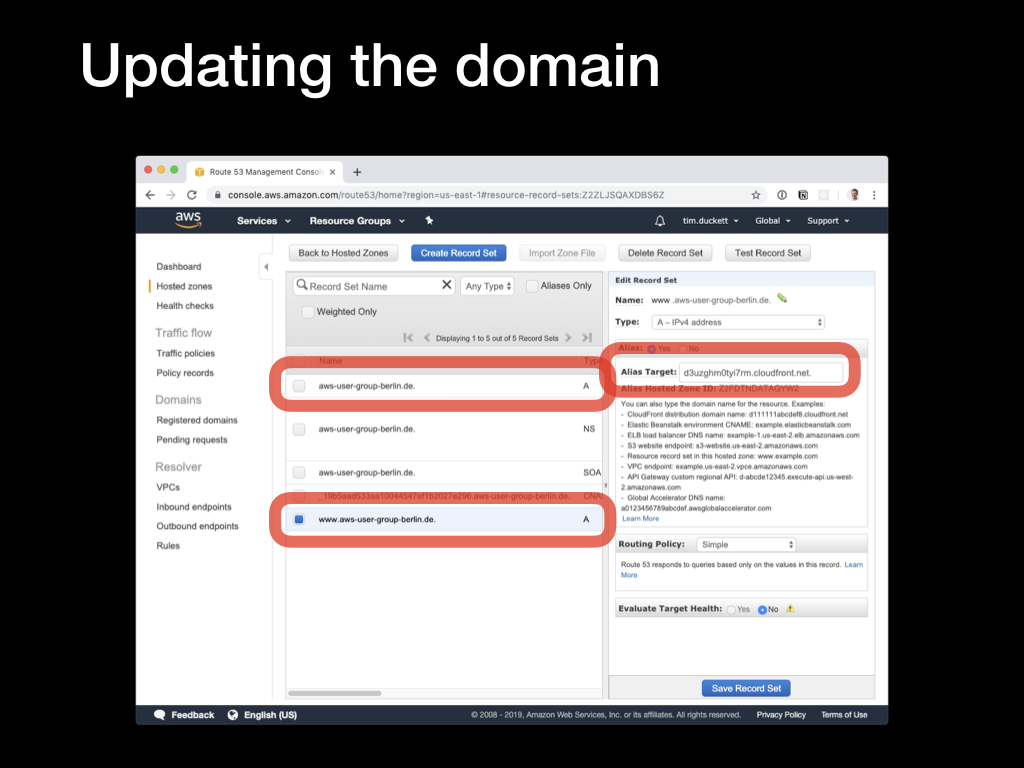 Updating the domain
Route 53 Management Consol
console.aws.amazon.com/route53/home?region=us-east-1#resource-record-sets:Z2ZLJSQAXDBS6Z
aws
Services
Resource Groups
tim.duckett
Global
Support
Dashboard
Hosted zones
Health checks
Traffic flow
Traffic policies
Policy records
Domains
Registered domains
Pending requests
Resolver
VPCs
Inbound endpoints
Outbound endpoints
Rules
Back to Hosted Zones
Create Record Set
Import Zone File
Delete Record Set
Test Record Set
Record Set Name
Any Type
Aliases Only
Weighted Only
Displaying 1 to 5 out of 5 Record Sets
Name Type
aws-user-group-berlin.de. A
aws-user-group-berlin.de. NS
aws-user-group-berlin.de. SOA
_19b5aad533aa10044547ef1b2027e296.aws-user-group-berlin.de. CNA
www.aws-user-group-berlin.de. A
Edit Record Set
Name: www .aws-user-group-berlin.de.
Type: A – IPv4 address
Alias: Yes No
Alias Target: d3uzghm0tyi7rm.cloudfront.net.
Alias Hosted Zone ID: Z2FDTNDATAQYW2
You can also type the domain name for the resource. Examples:
- CloudFront distribution domain name: d111111abcdef8.cloudfront.net
- Elastic Beanstalk environment CNAME: example.elasticbeanstalk.com
- ELB load balancer DNS name: example-1.us-east-2.elb.amazonaws.com
- S3 website endpoint: s3-website.us-east-2.amazonaws.com
- Resource record set in this hosted zone: www.example.com
- VPC endpoint: example.us-east-2.vpce.amazonaws.com
- API Gateway custom regional API: d-abcde12345.execute-api.us-west-
2.amazonaws.com
- Global Accelerator DNS name:
a0123456789abcdef.awsglobalaccelerator.com
Learn More
Routing Policy: Simple
Route 53 responds to queries based only on the values in this record. Learn
More
Evaluate Target Health: Yes No
Save Record Set
Feedback
English (US)
© 2008 - 2019, Amazon Web Services, Inc. or its affiliates. All rights reserved.
Privacy Policy
Terms of Use